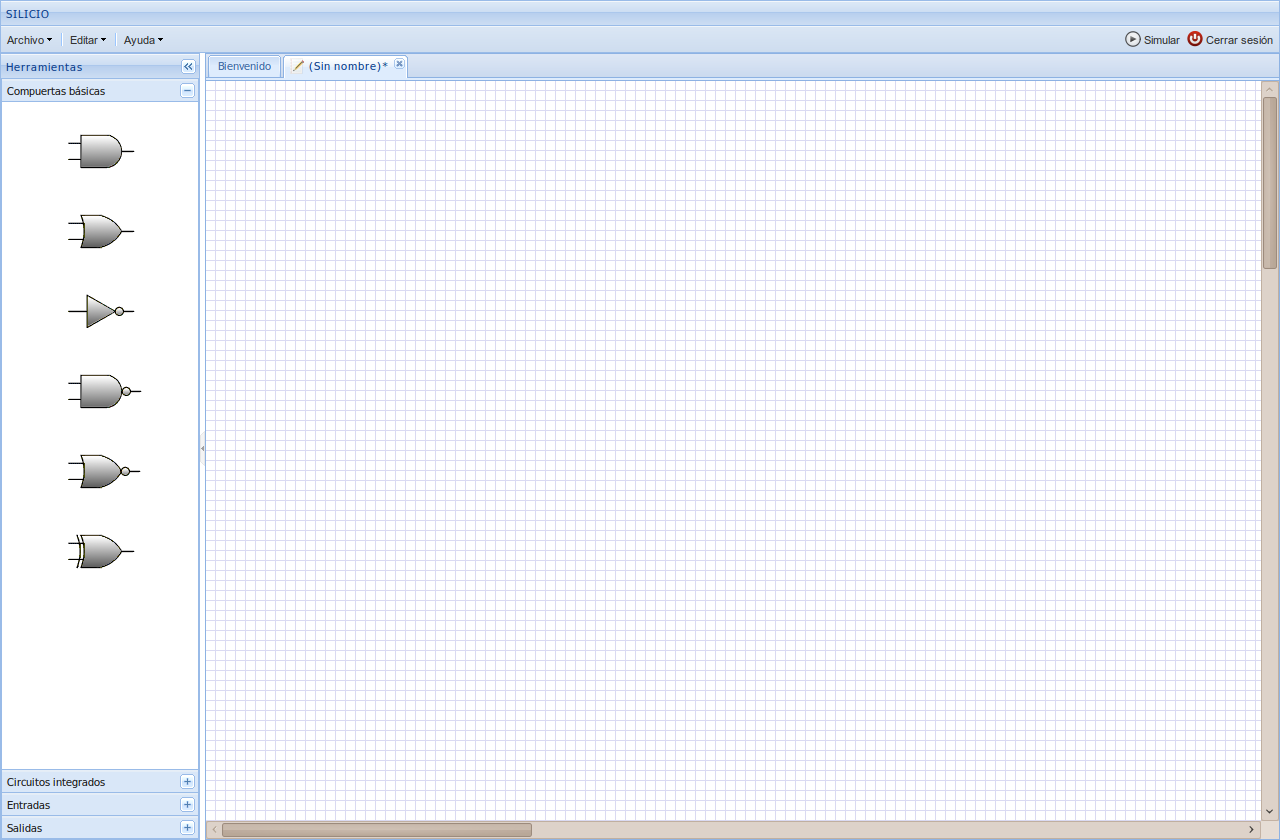 SILICIO
Archivo Editar Ayuda Simular Cerrar sesión
Herramientas
Bienvenido (Sin nombre)*
Compuertas básicas
Circuitos integrados
Entradas
Salidas